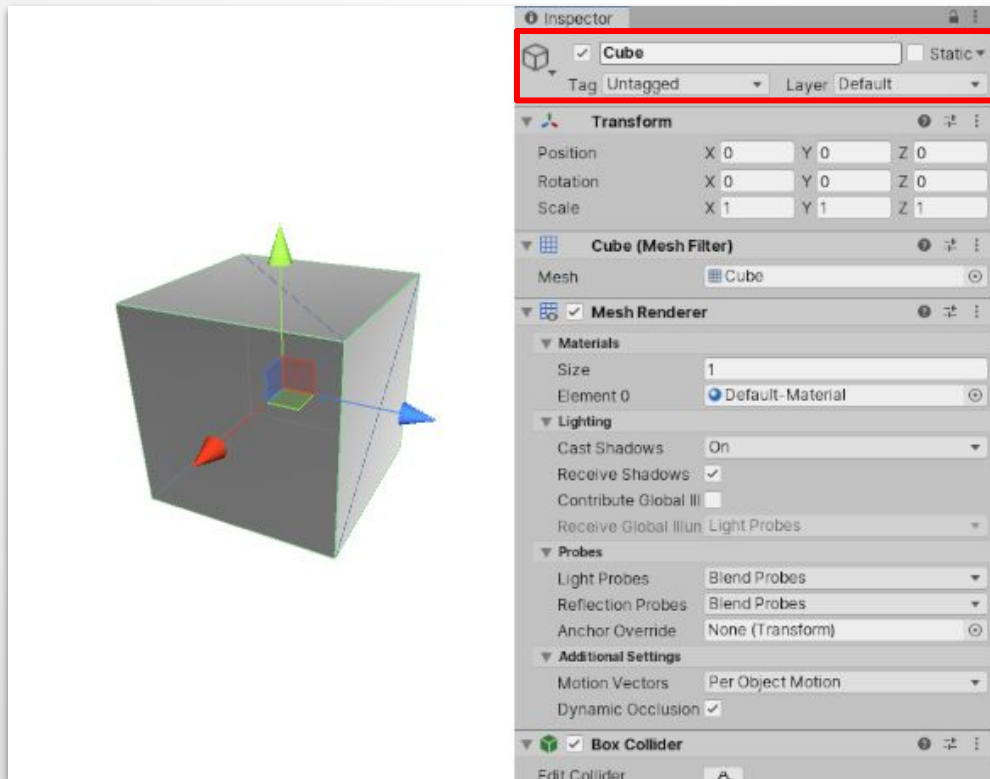 Inspector
Cube Static
Tag Untagged Layer Default
Transform
Position X 0 Y 0 Z 0
Rotation X 0 Y 0 Z 0
Scale X 1 Y 1 Z 1
Cube (Mesh Filter)
Mesh Cube
Mesh Renderer
Materials
Size 1
Element 0 Default-Material
Lighting
Cast Shadows On
Receive Shadows
Contribute Global Ill
Receive Global Illun Light Probes
Probes
Light Probes Blend Probes
Reflection Probes Blend Probes
Anchor Override None (Transform)
Additional Settings
Motion Vectors Per Object Motion
Dynamic Occlusion
Box Collider
Edit Collider